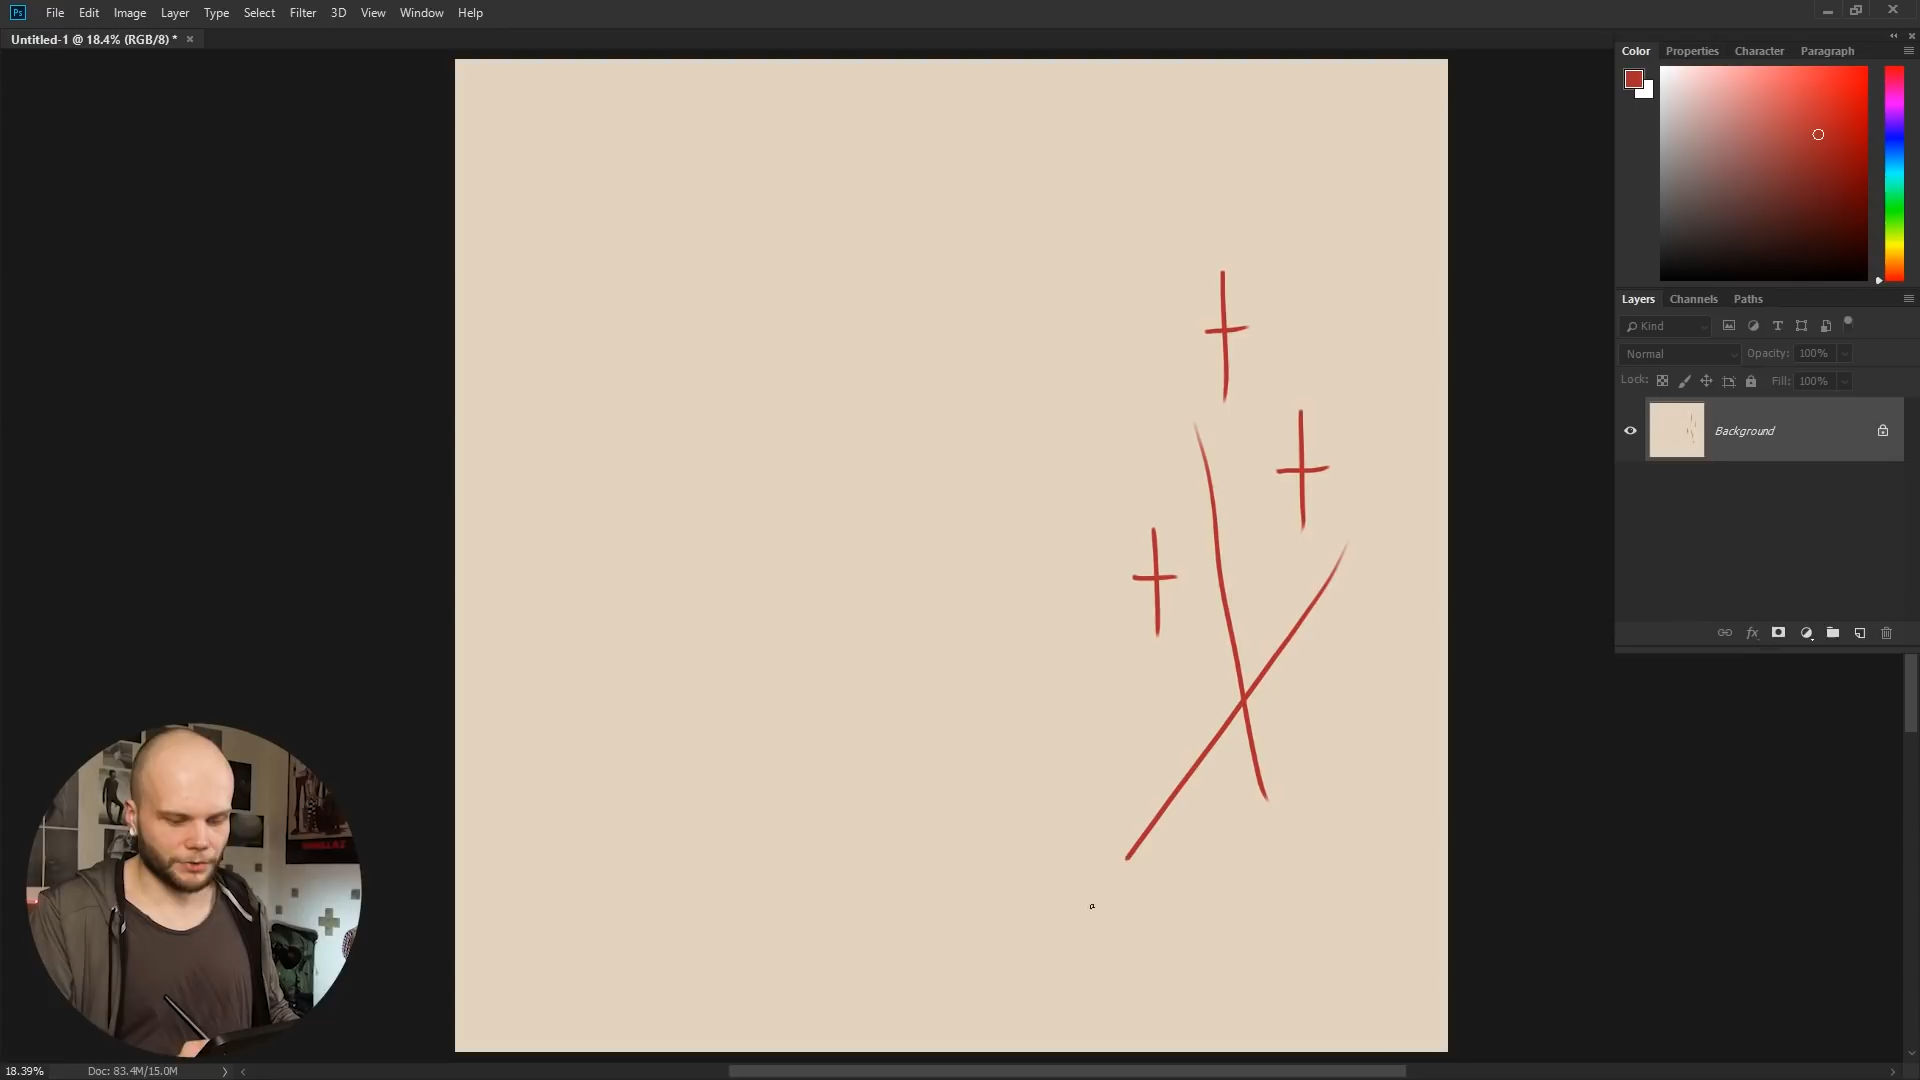 Ps File Edit Image Layer Type Select Filter 3D View Window Help
Untitled-1 @ 18.4% (RGB/8) * ×
Color Properties Character Paragraph
Layers Channels Paths
Kind
Normal Opacity: 100%
Lock: Fill: 100%
fx
Background
18.39% Doc: 83.4M/15.0M